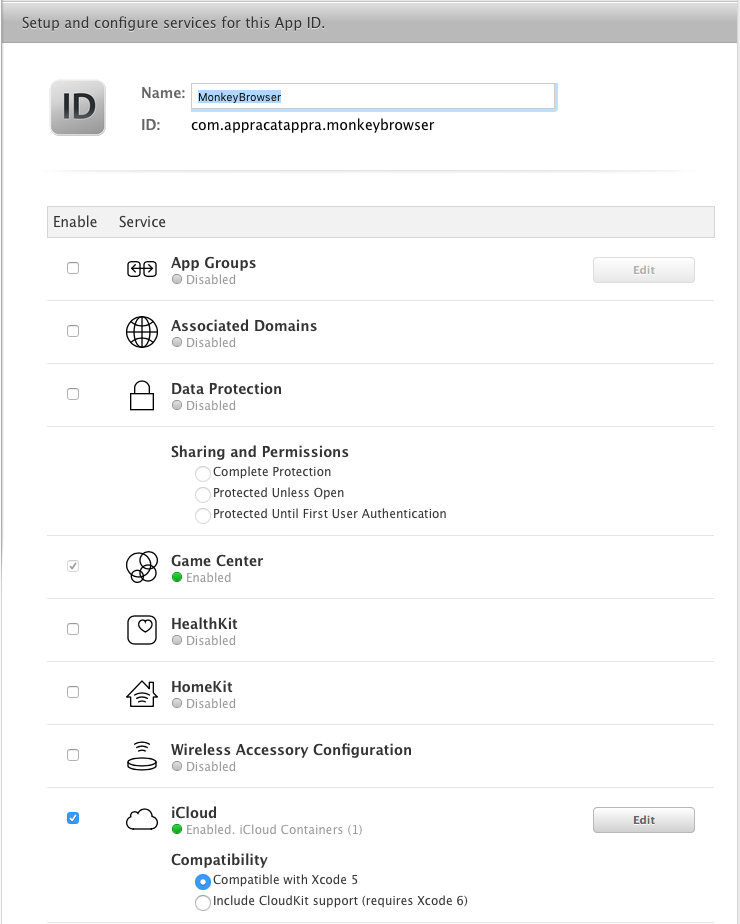 Setup and configure services for this App ID.
ID
Name: MonkeyBrowser
ID: com.appracatappra.monkeybrowser
Enable Service
App Groups
Disabled
Edit
Associated Domains
Disabled
Data Protection
Disabled
Sharing and Permissions
Complete Protection
Protected Unless Open
Protected Until First User Authentication
Game Center
Enabled
HealthKit
Disabled
HomeKit
Disabled
Wireless Accessory Configuration
Disabled
iCloud
Enabled. iCloud Containers (1)
Edit
Compatibility
Compatible with Xcode 5
Include CloudKit support (requires Xcode 6)